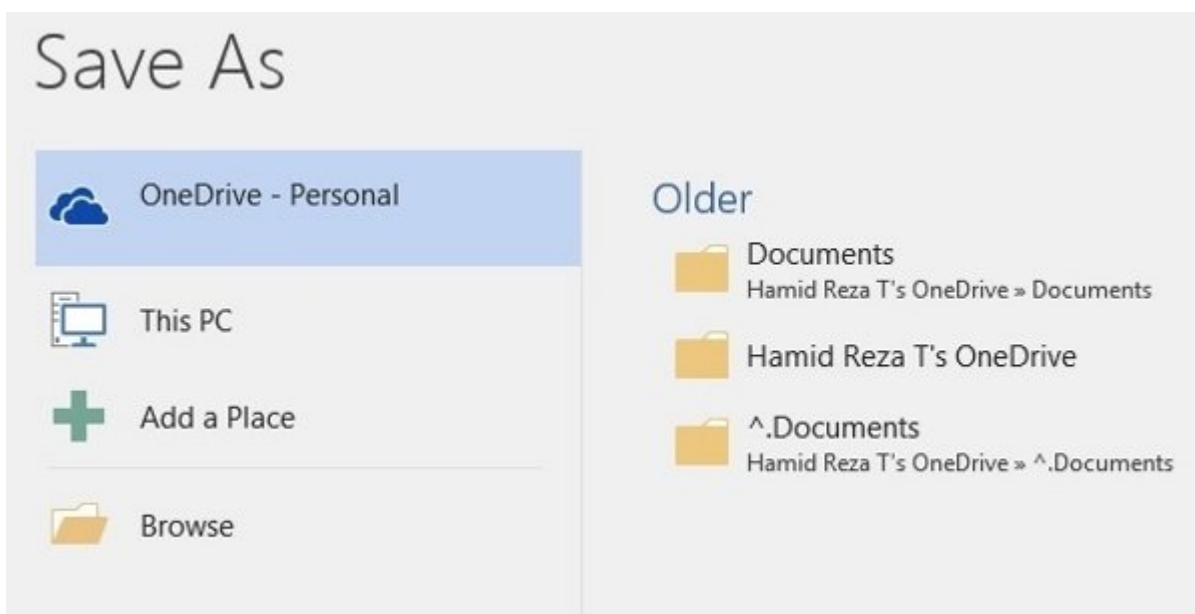 Save As
OneDrive - Personal
This PC
Add a Place
Browse
Older
Documents
Hamid Reza T's OneDrive » Documents
Hamid Reza T's OneDrive
^.Documents
Hamid Reza T's OneDrive » ^.Documents